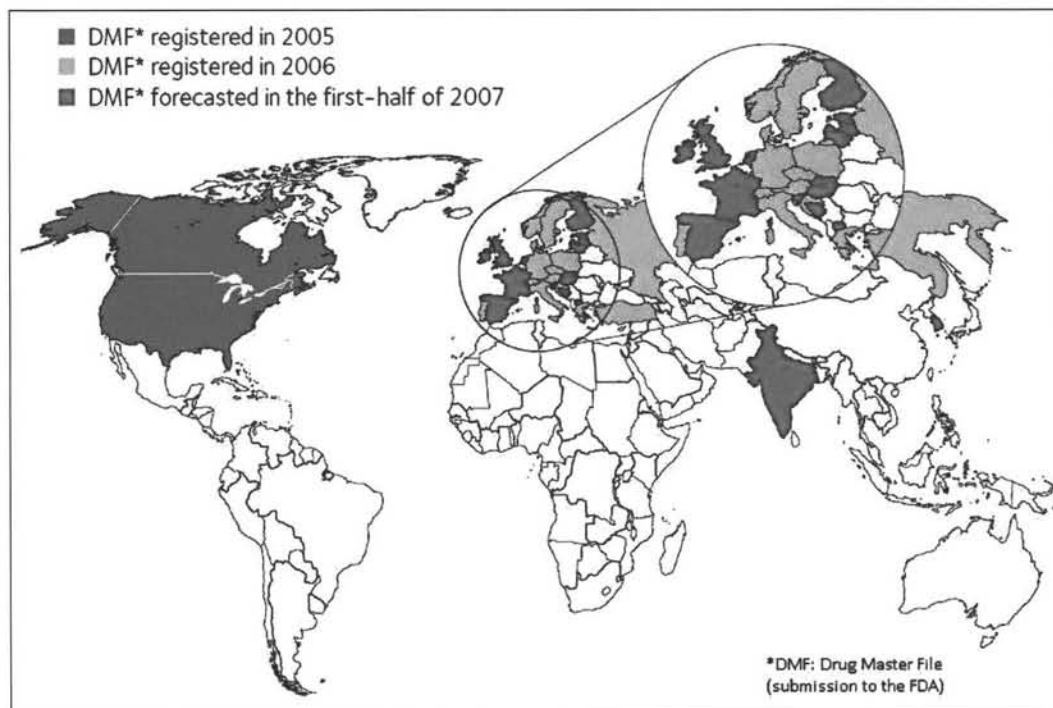 DMF* registered in 2005
DMF* registered in 2006
DMF* forecasted in the first-half of 2007
*DMF: Drug Master File
(submission to the FDA)